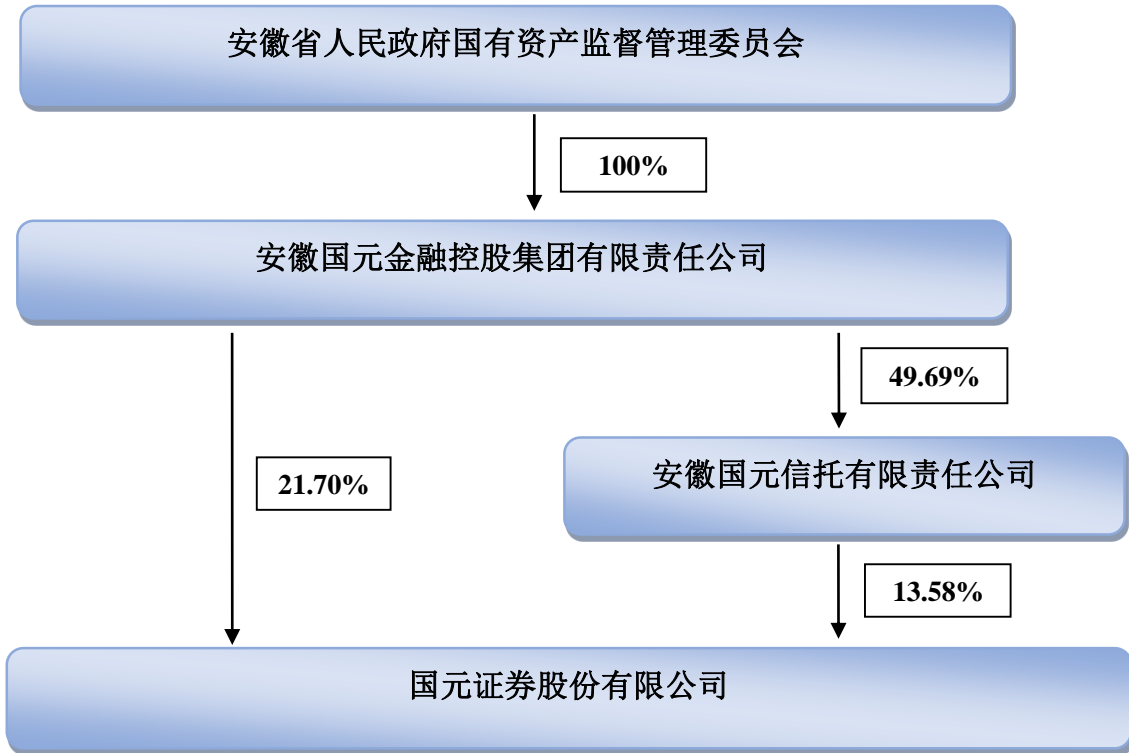 安徽省人民政府国有资产监督管理委员会
100%
安徽国元金融控股集团有限责任公司
49.69%
21.70%
安徽国元信托有限责任公司
13.58%
国元证券股份有限公司